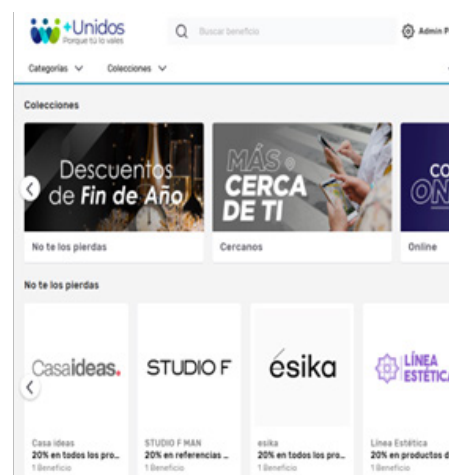 +Unidos
Porque tú lo vales
Buscar beneficio
Admin P
Categorías
Colecciones
Colecciones
Descuentos
de Fin de Año
MÁS
CERCA
DE TI
CO
ON
No te los pierdas
Cercanos
Online
No te los pierdas
Casaideas.
STUDIO F
ésika
LÍNEA
ESTÉTICA
Casa ideas
20% en todos los pro...
1 Beneficio
STUDIO F MAN
20% en referencias ...
1 Beneficio
esika
20% en todos los pro...
1 Beneficio
Línea Estética
20% en productos d
1 Beneficio